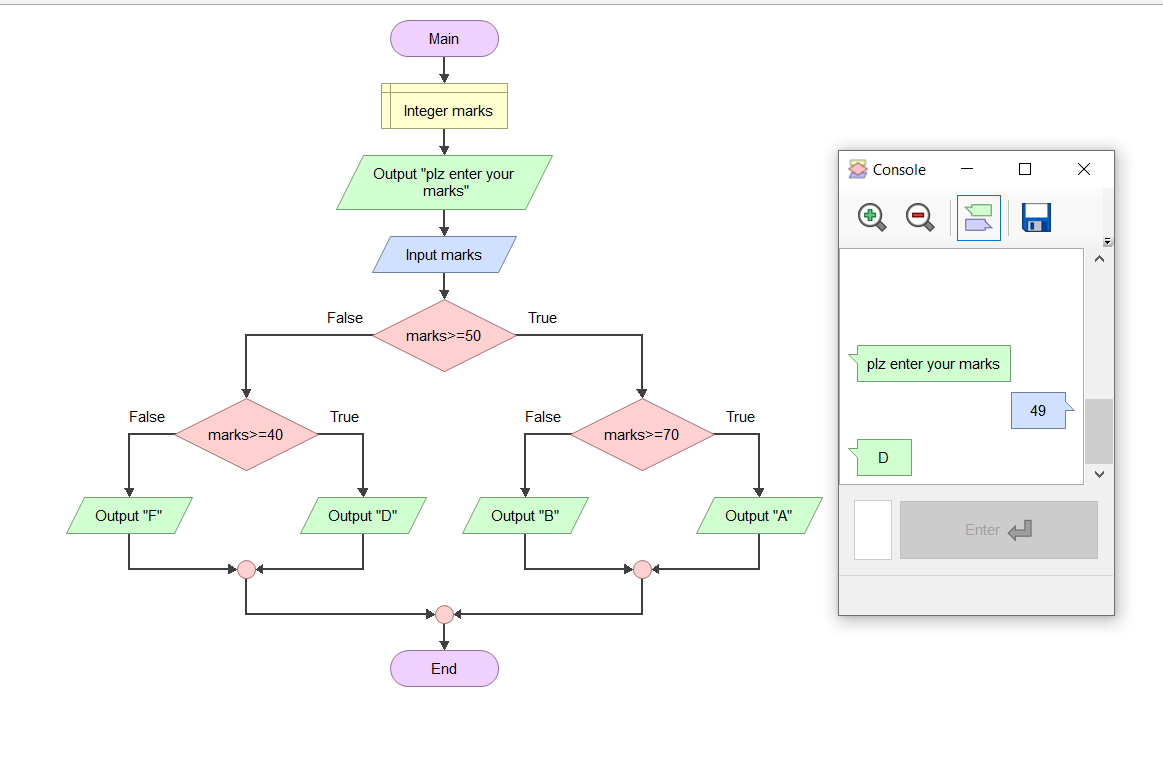 Main
Integer marks
Output "plz enter your
marks"
Input marks
False
True
marks>=50
False
True
marks>=40
False
True
marks>=70
Output "F"
Output "D"
Output "B"
Output "A"
End
Console
plz enter your marks
49
D
Enter